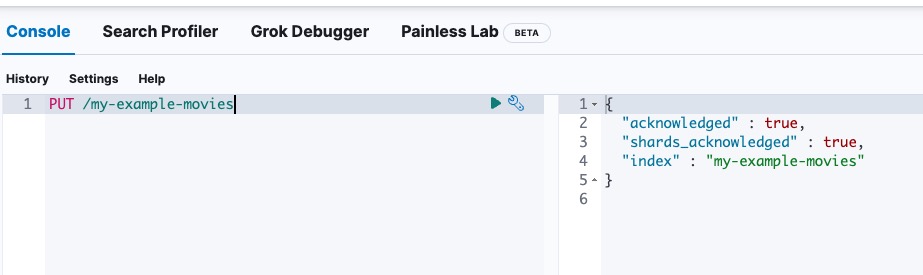 Console Search Profiler Grok Debugger Painless Lab BETA
History Settings Help
1 PUT /my-example-movies
1 {
2 "acknowledged" : true,
3 "shards_acknowledged" : true,
4 "index" : "my-example-movies"
5 }
6